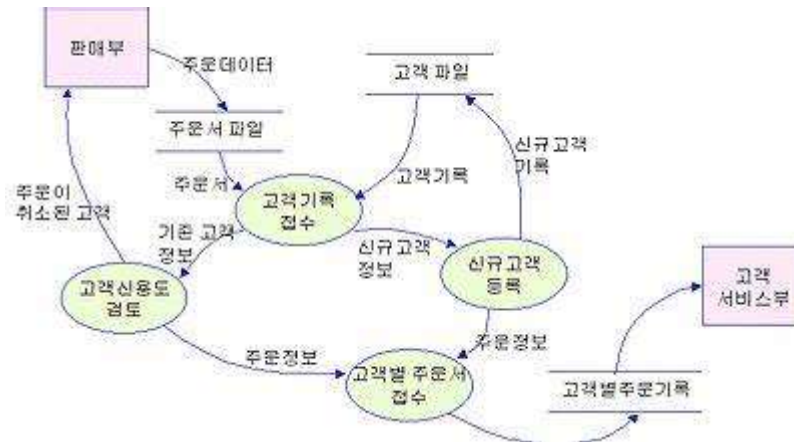 판매부
주문데이터
고객 파일
주문서 파일
신규고객
기록
고객기록
주문서
고객기록
접수
주문이
취소된 고객
기존 고객
정보
신규고객
정보
신규고객
등록
고객
서비스부
고객신용도
검토
주문정보
주문정보
고객별 주문서
접수
고객별주문기록